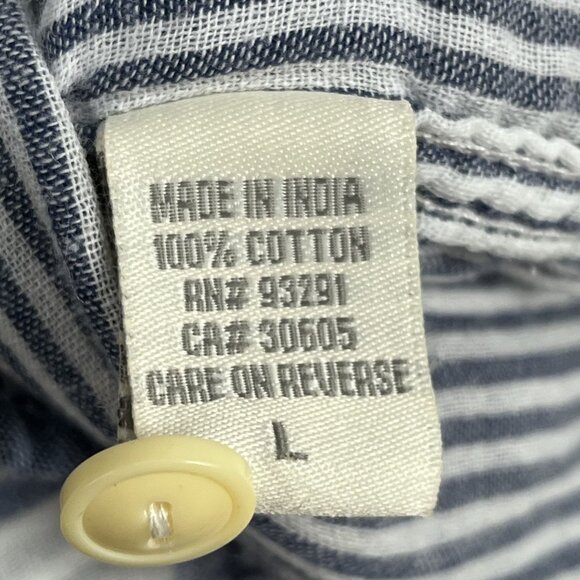 MADE IN INDIA
100% COTTON
RN# 93291
CA# 30605
CARE ON REVERSE
L